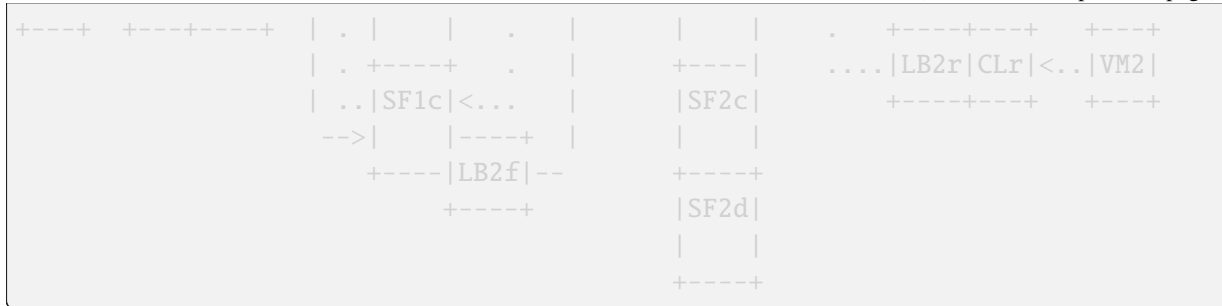 +----+  +---+----+  | . |   |   .   |       |   |     .   +----+---+   +----+
                    | . +----+  .   |       +----|     ....|LB2r|CLr|<..|VM2|
                    | ..|SF1c|<...  |       |SF2c|         +----+---+   +----+
                     -->|    |----+ |       |    |
                        +----|LB2f|--       +----+
                             +----+         |SF2d|
                                            |    |
                                            +----+